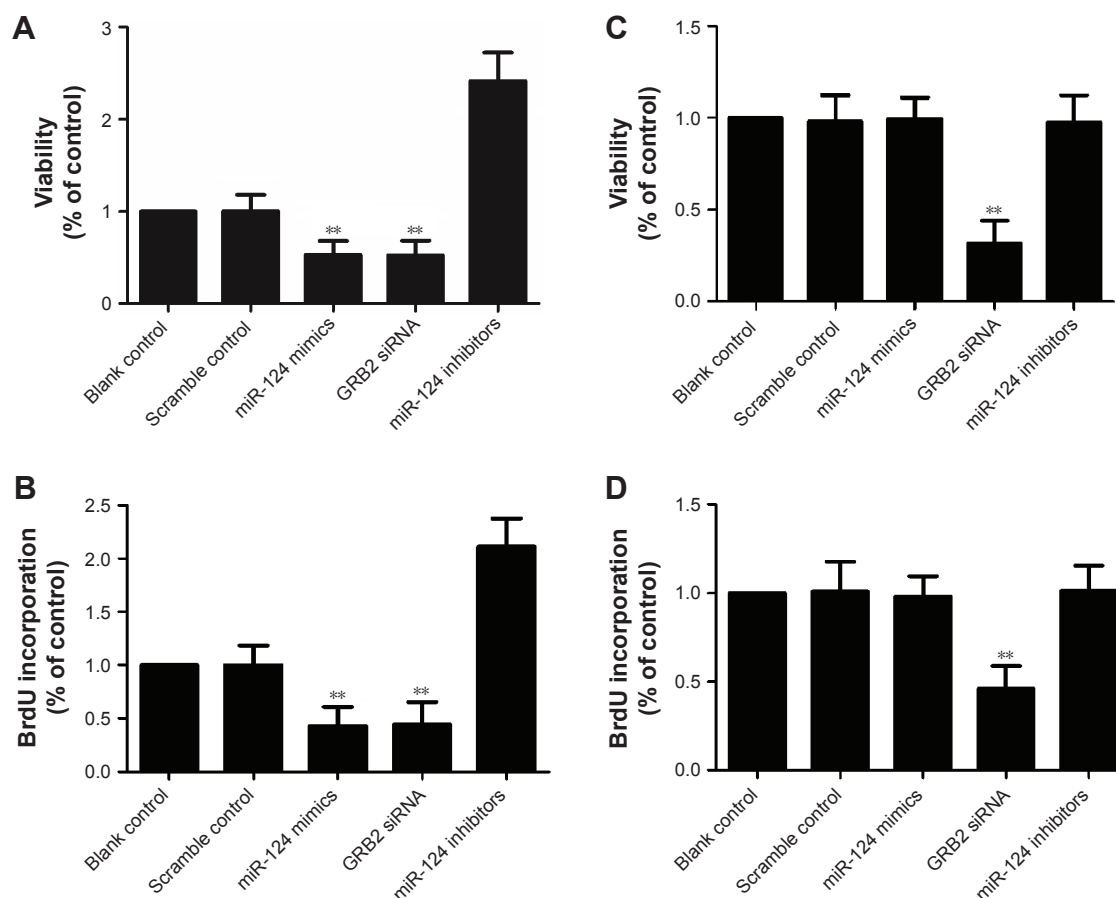 A
Viability
(% of control)
3
2
1
0
**
**
Blank control
Scramble control
miR-124 mimics
GRB2 siRNA
miR-124 inhibitors
C
Viability
(% of control)
1.5
1.0
0.5
0.0
**
Blank control
Scramble control
miR-124 mimics
GRB2 siRNA
miR-124 inhibitors
B
BrdU incorporation
(% of control)
2.5
2.0
1.5
1.0
0.5
0.0
**
**
Blank control
Scramble control
miR-124 mimics
GRB2 siRNA
miR-124 inhibitors
D
BrdU incorporation
(% of control)
1.5
1.0
0.5
0.0
**
Blank control
Scramble control
miR-124 mimics
GRB2 siRNA
miR-124 inhibitors